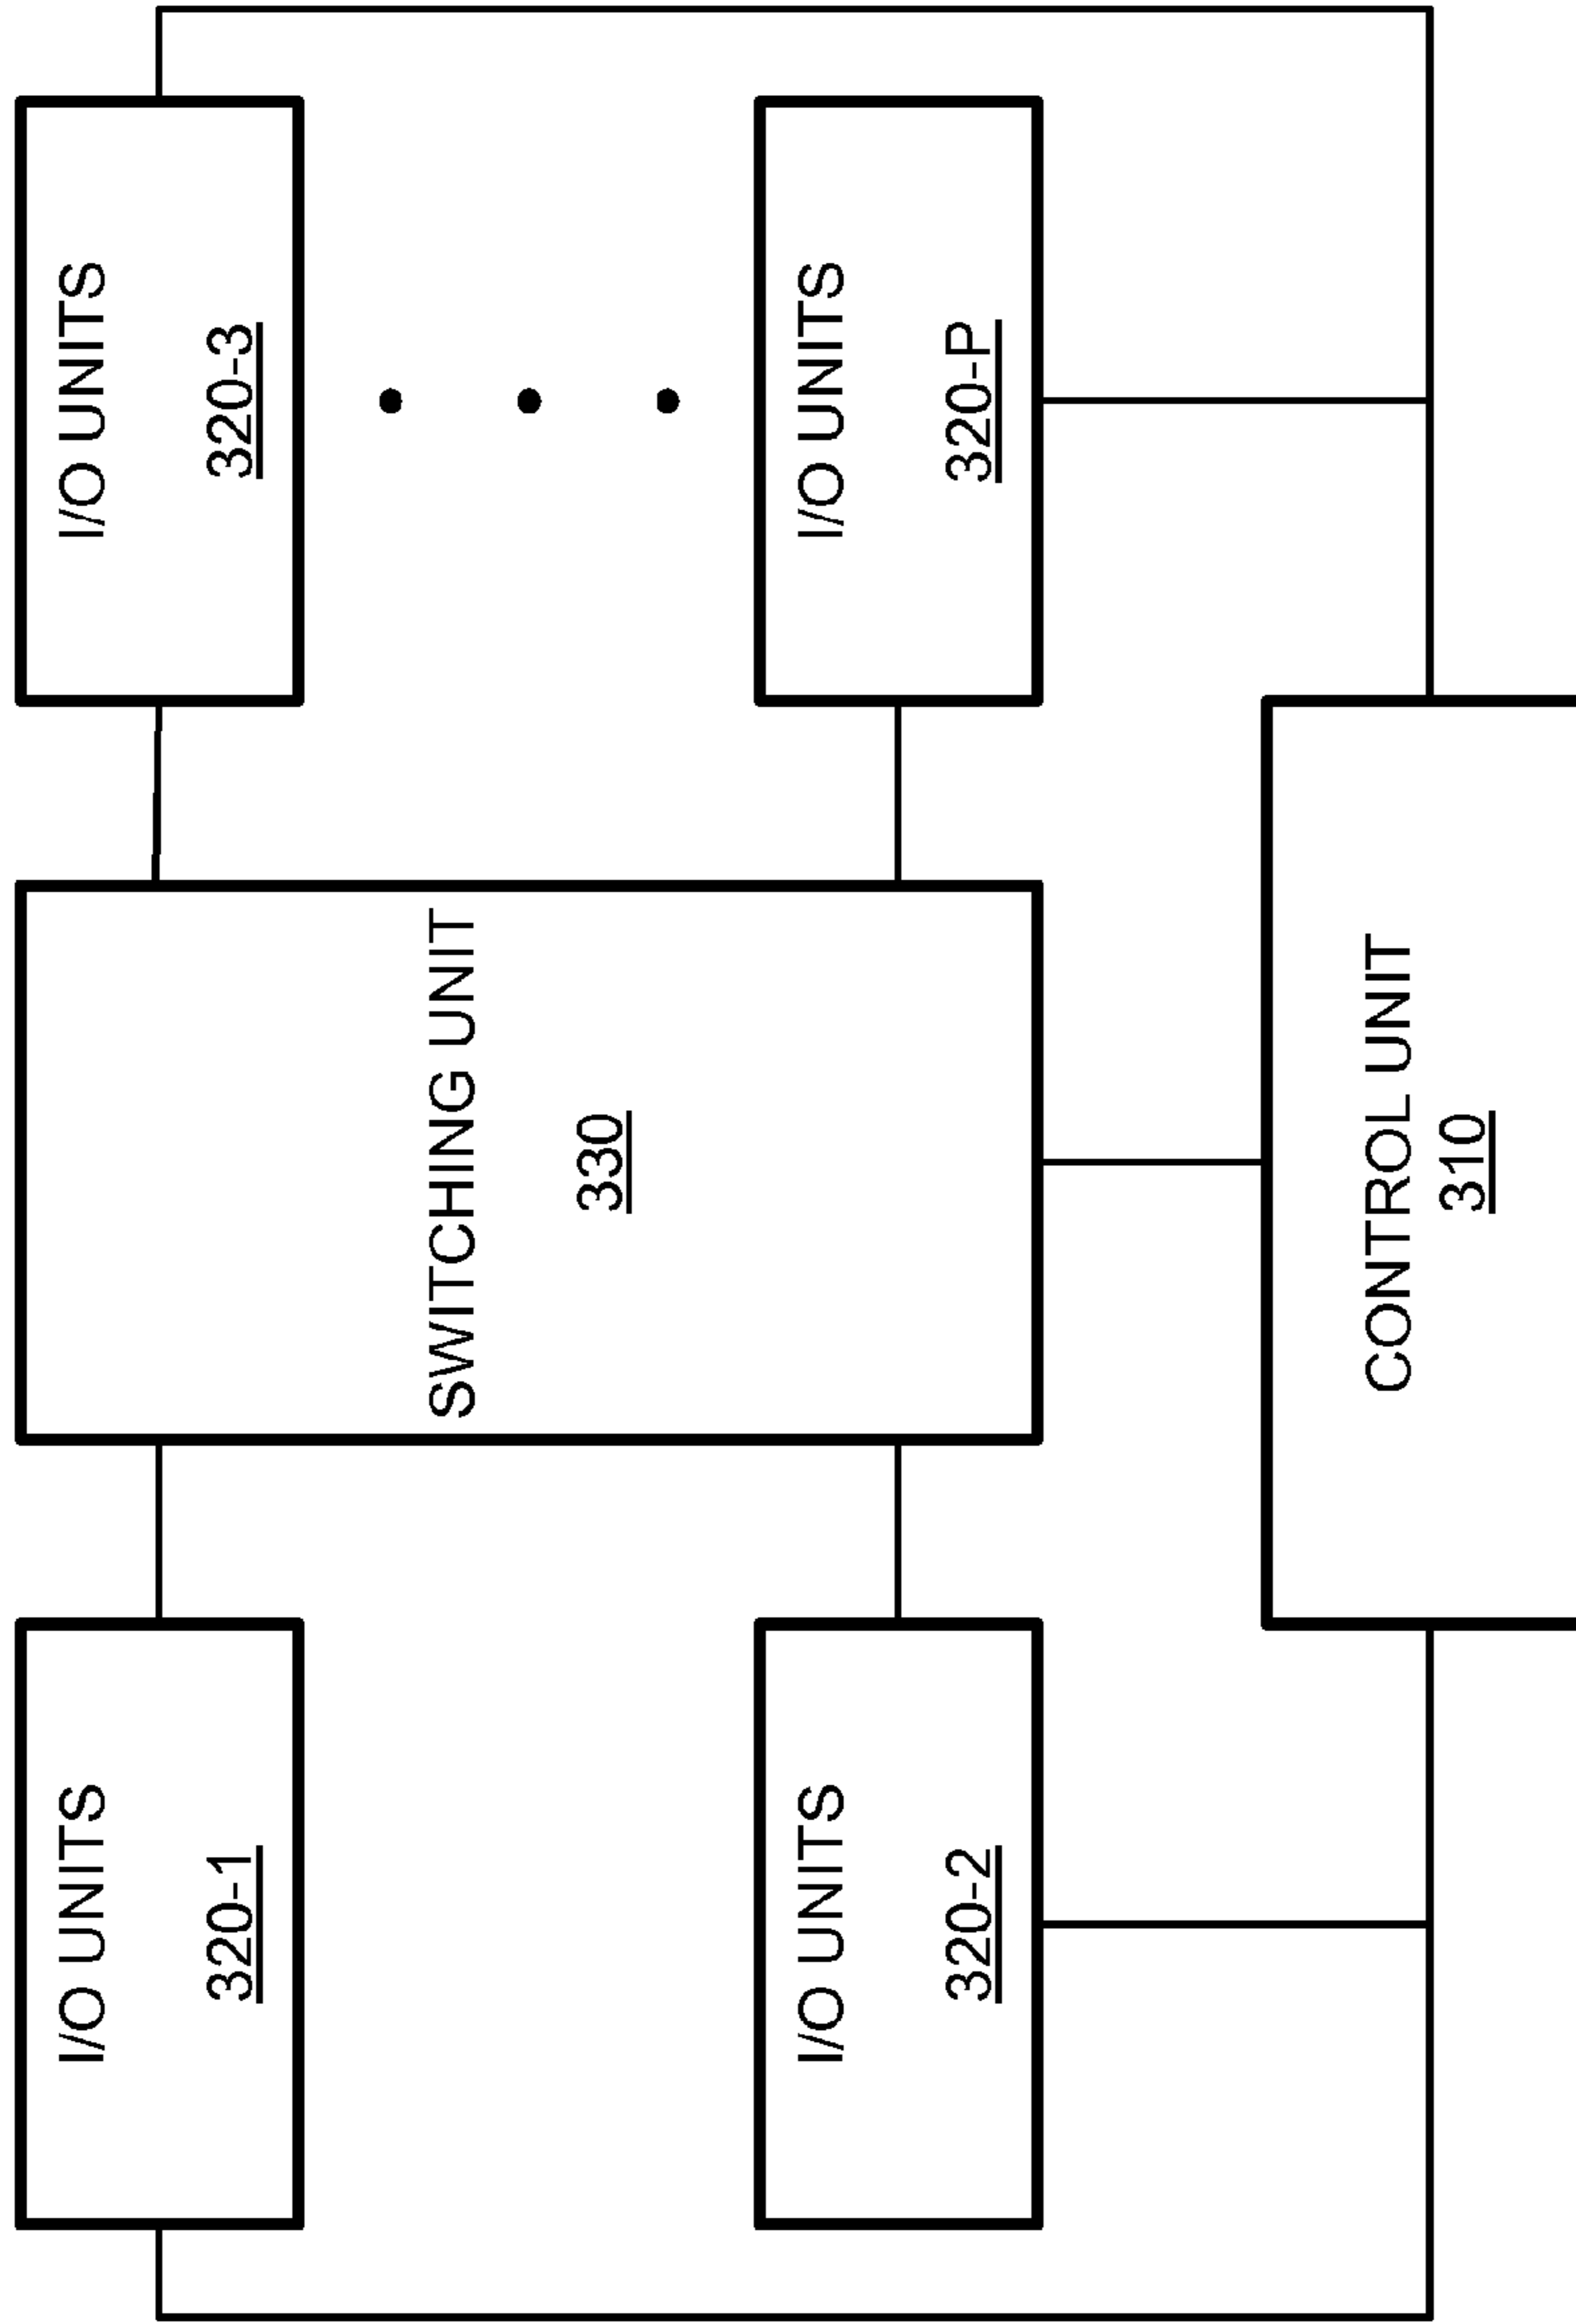 I/O UNITS
320-1
SWITCHING UNIT
330
I/O UNITS
320-3
I/O UNITS
320-2
I/O UNITS
320-P
CONTROL UNIT
310